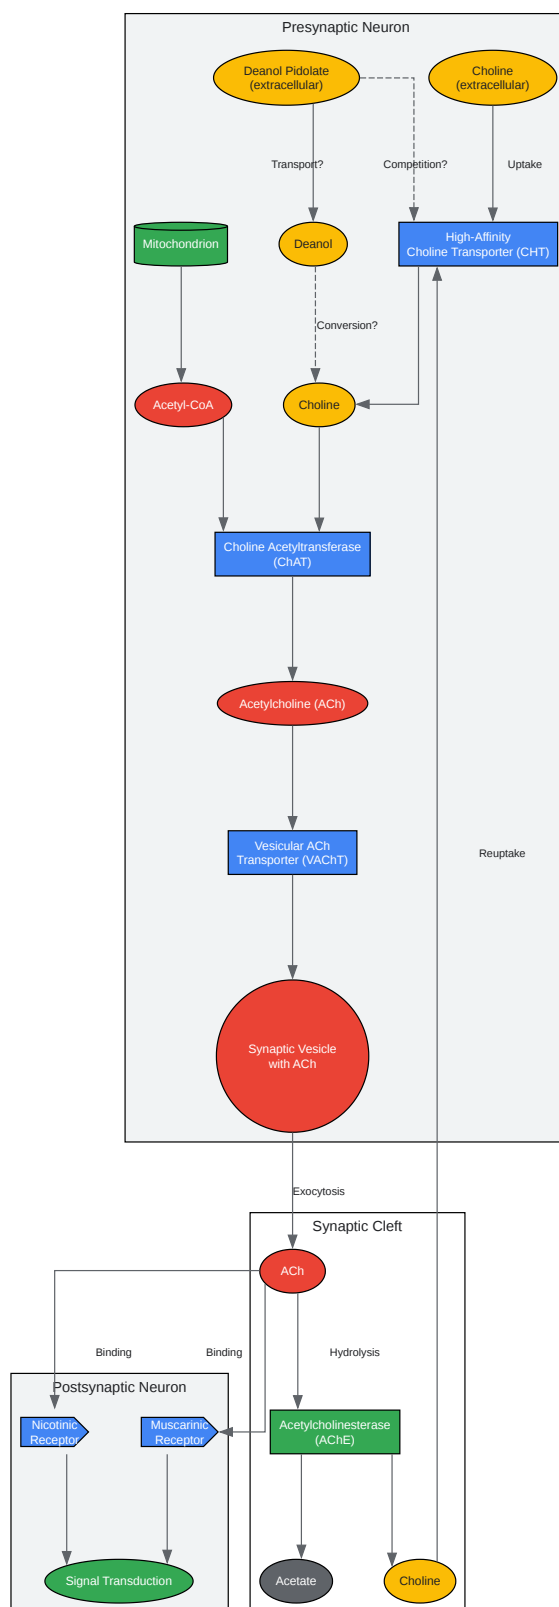 Presynaptic Neuron
Deanol Pidolate
(extracellular)
Choline
(extracellular)
Transport?
Competition?
Uptake
Mitochondrion
Deanol
High-Affinity
Choline Transporter (CHT)
Conversion?
Acetyl-CoA
Choline
Choline Acetyltransferase
(ChAT)
Acetylcholine (ACh)
Vesicular ACh
Transporter (VAChT)
Reuptake
Synaptic Vesicle
with ACh
Exocytosis
Synaptic Cleft
ACh
Binding
Binding
Hydrolysis
Postsynaptic Neuron
Nicotinic
Receptor
Muscarinic
Receptor
Acetylcholinesterase
(AChE)
Signal Transduction
Acetate
Choline